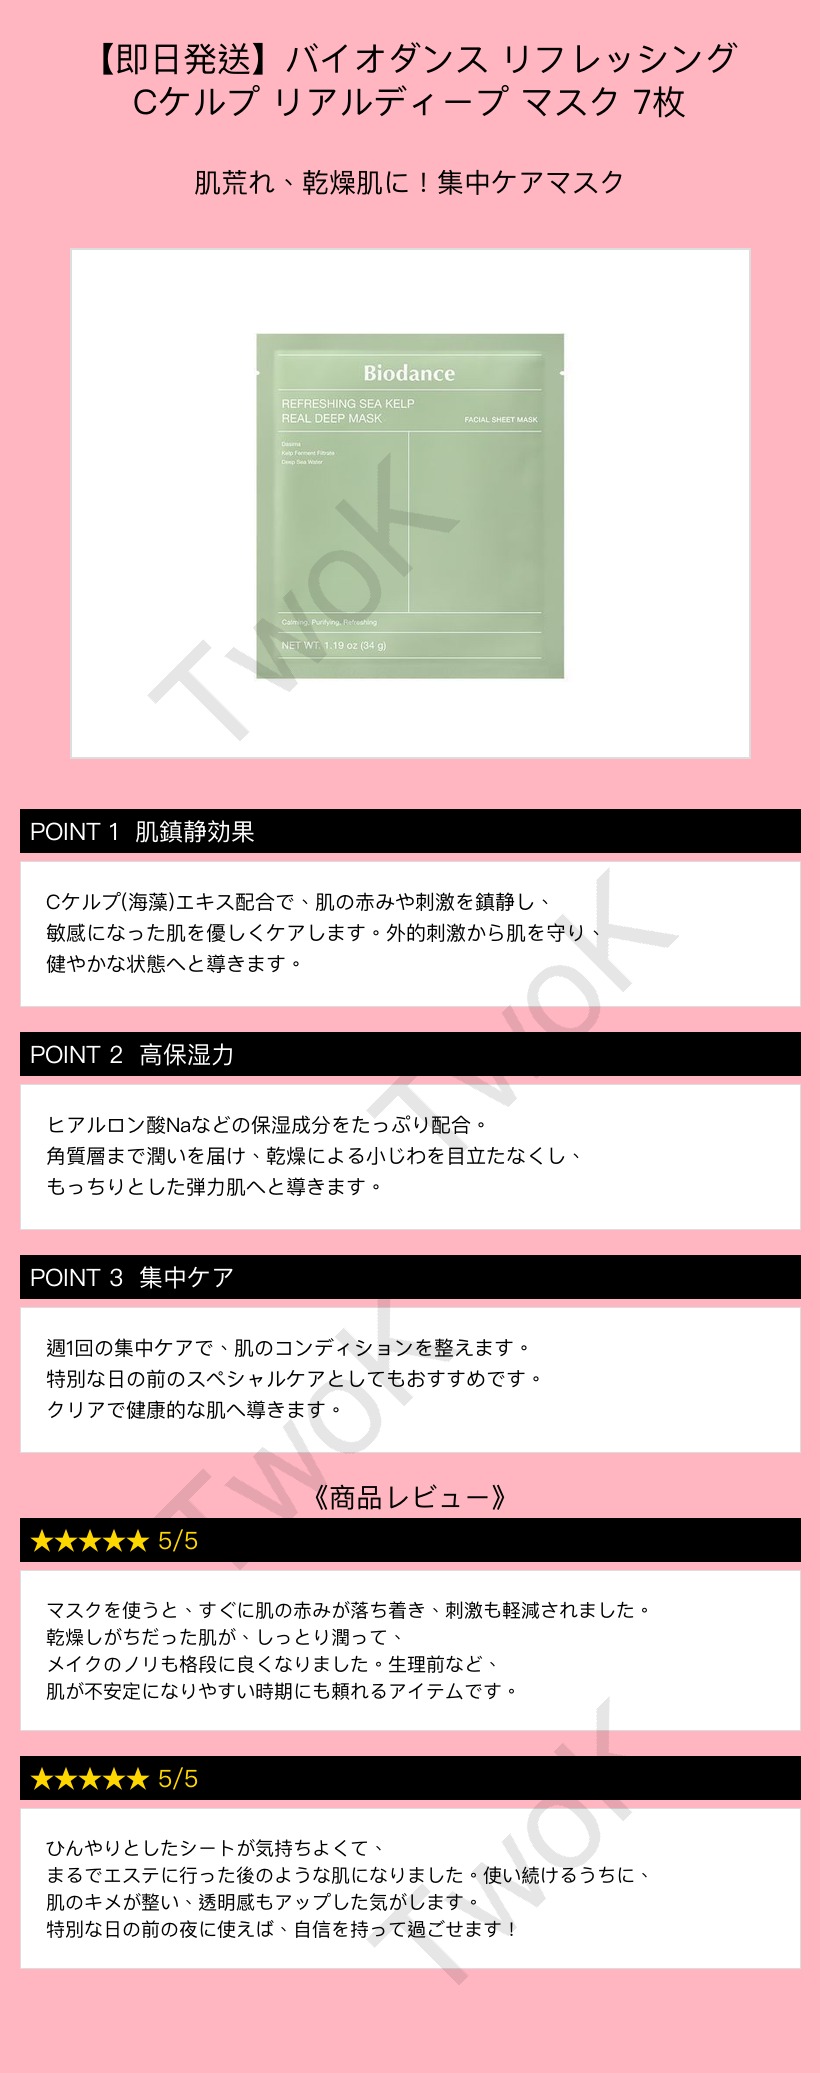 【即日発送】バイオダンス リフレッシング
Cケルプ リアルディープ マスク 7枚
肌荒れ、乾燥肌に！集中ケアマスク
Biodance
REFRESHING SEA KELP
REAL DEEP MASK
FACIAL SHEET MASK
Kelp Ferment Filtrate
Deep Sea Water
Calming, Purifying, Refreshing
NET WT. 1.19 oz (34 g)
TwoK
POINT 1 肌鎮静効果
Cケルプ(海藻)エキス配合で、肌の赤みや刺激を鎮静し、
敏感になった肌を優しくケアします。外的刺激から肌を守り、
健やかな状態へと導きます。
TwoK
POINT 2 高保湿力
ヒアルロン酸Naなどの保湿成分をたっぷり配合。
角質層まで潤いを届け、乾燥による小じわを目立たなくし、
もっちりとした弾力肌へと導きます。
POINT 3 集中ケア
週1回の集中ケアで、肌のコンディションを整えます。
特別な日の前のスペシャルケアとしてもおすすめです。
クリアで健康的な肌へ導きます。
TwoK
《商品レビュー》
★★★★★ 5/5
マスクを使うと、すぐに肌の赤みが落ち着き、刺激も軽減されました。
乾燥しがちだった肌が、しっとり潤って、
メイクのノリも格段に良くなりました。生理前など、
肌が不安定になりやすい時期にも頼れるアイテムです。
★★★★★ 5/5
ひんやりとしたシートが気持ちよくて、
まるでエステに行った後のような肌になりました。使い続けるうちに、
肌のキメが整い、透明感もアップした気がします。
特別な日の前の夜に使えば、自信を持って過ごせます！
TwoK